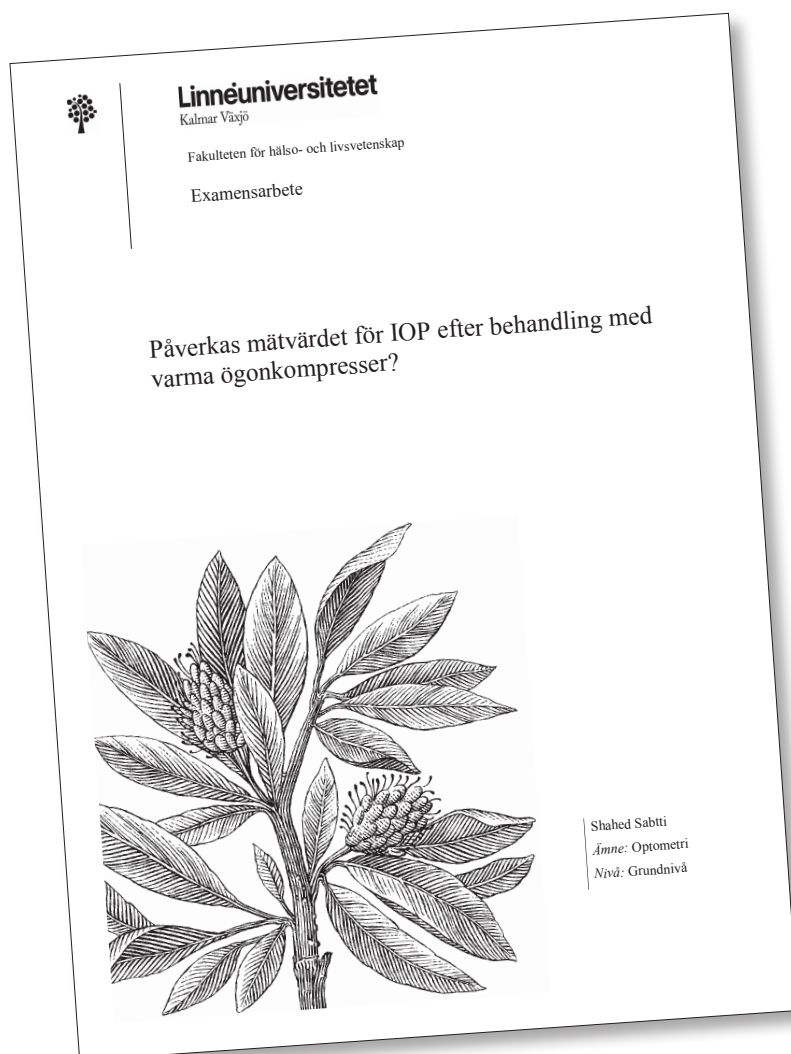 Linnéuniversitetet
Kalmar Växjö
Fakulteten för hälso- och livsvetenskap
Examensarbete
Påverkas mätvärdet för IOP efter behandling med
varma ögonkompresser?
Shahed Sabtti
Ämne: Optometri
Nivå: Grundnivå